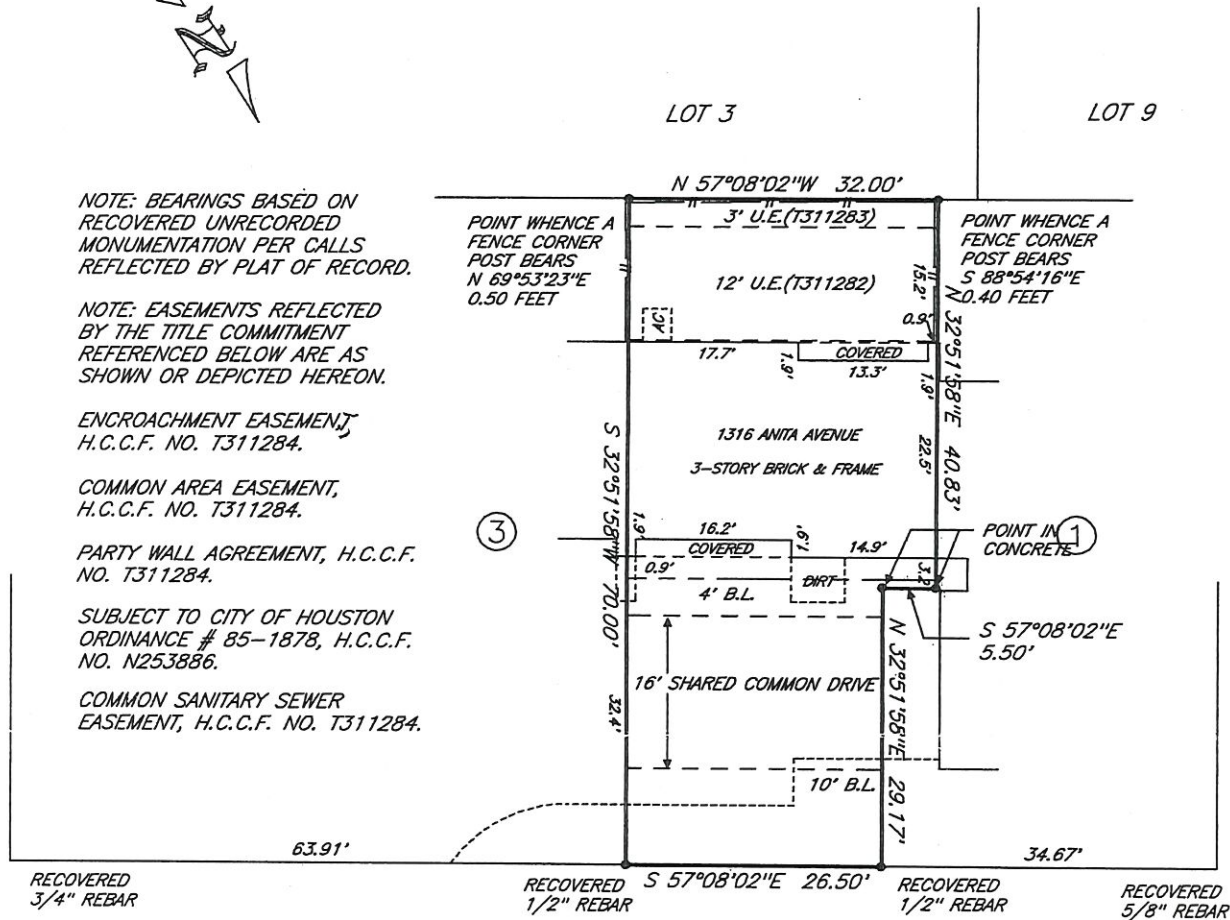 N
LOT 3
LOT 9
NOTE: BEARINGS BASED ON
RECOVERED UNRECORDED
MONUMENTATION PER CALLS
REFLECTED BY PLAT OF RECORD.
NOTE: EASEMENTS REFLECTED
BY THE TITLE COMMITMENT
REFERENCED BELOW ARE AS
SHOWN OR DEPICTED HEREON.
ENCROACHMENT EASEMENT,
H.C.C.F. NO. T311284.
COMMON AREA EASEMENT,
H.C.C.F. NO. T311284.
PARTY WALL AGREEMENT, H.C.C.F.
NO. T311284.
SUBJECT TO CITY OF HOUSTON
ORDINANCE # 85-1878, H.C.C.F.
NO. N253886.
COMMON SANITARY SEWER
EASEMENT, H.C.C.F. NO. T311284.
N 57°08'02"W 32.00'
POINT WHENCE A
FENCE CORNER
POST BEARS
N 69°53'23"E
0.50 FEET
3' U.E.(T311283)
12' U.E.(T311282)
POINT WHENCE A
FENCE CORNER
POST BEARS
S 88°54'16"E
0.40 FEET
15.2'
0.9'
AC
17.7'
1.9'
COVERED
13.3'
1.9'
N 32°51'58"E 40.83'
1316 ANITA AVENUE
3-STORY BRICK & FRAME
22.5'
S 32°51'58"W 70.00'
3
1.9'
16.2'
COVERED
1.9'
14.9'
POINT IN
CONCRETE
1
0.9'
DIRT
3.2'
4' B.L.
S 57°08'02"E
5.50'
16' SHARED COMMON DRIVE
32.4'
N 32°51'58"E 29.17'
10' B.L.
63.91'
S 57°08'02"E 26.50'
34.67'
RECOVERED
3/4" REBAR
RECOVERED
1/2" REBAR
RECOVERED
1/2" REBAR
RECOVERED
5/8" REBAR